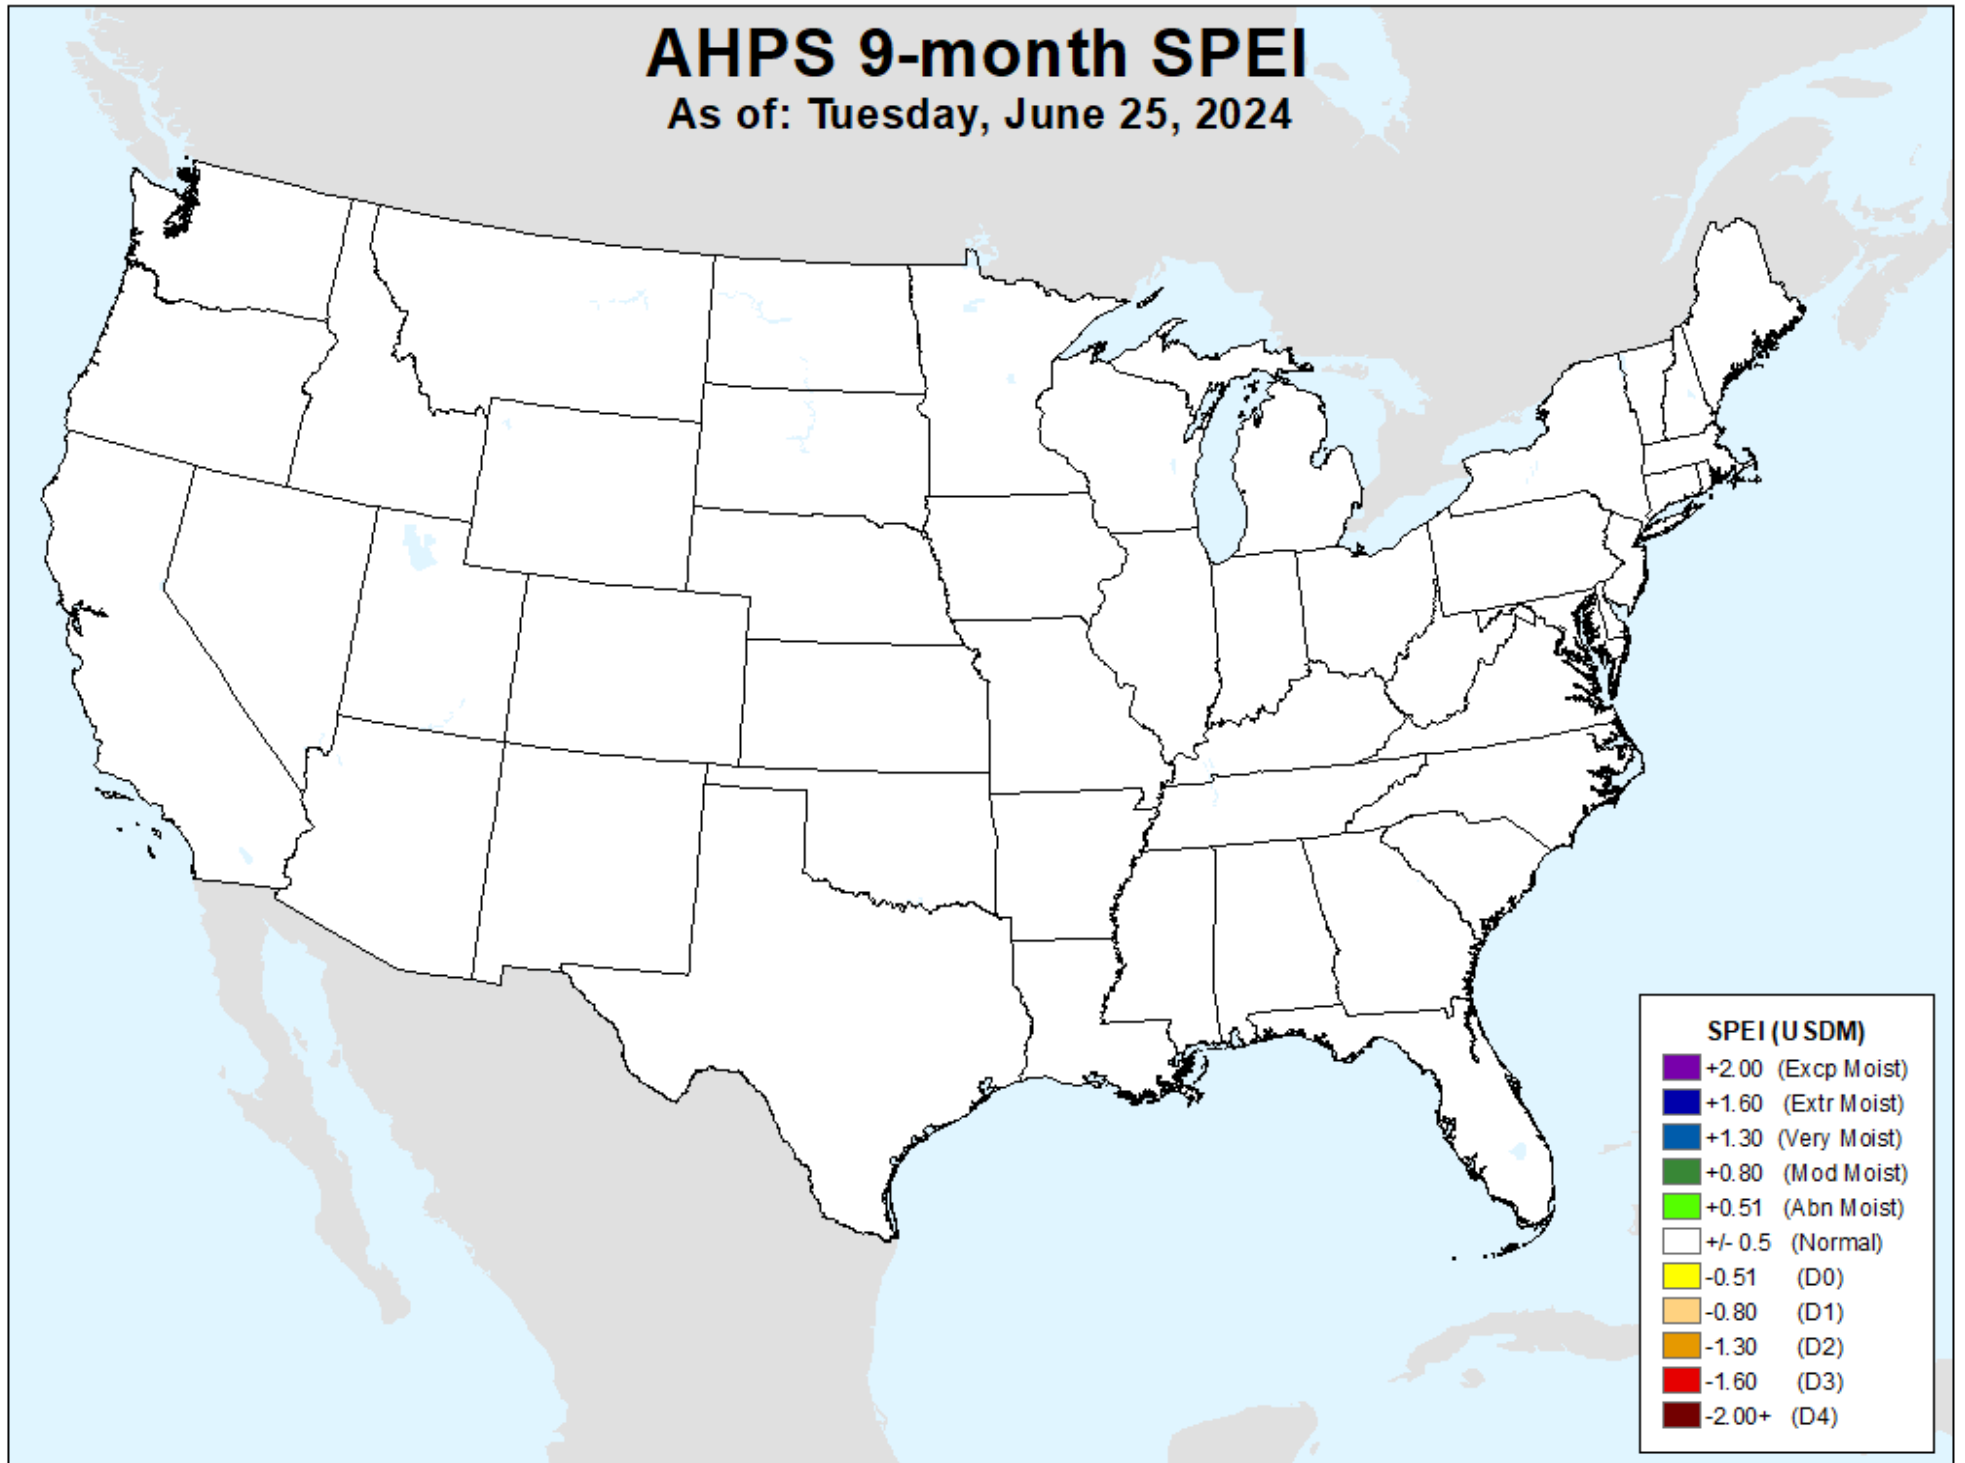 AHPS 9-month SPEI
As of: Tuesday, June 25, 2024
SPEI (USDM)
+2.00 (Excp Moist)
+1.60 (Extr Moist)
+1.30 (Very Moist)
+0.80 (Mod Moist)
+0.51 (Abn Moist)
+/- 0.5 (Normal)
-0.51 (D0)
-0.80 (D1)
-1.30 (D2)
-1.60 (D3)
-2.00+ (D4)